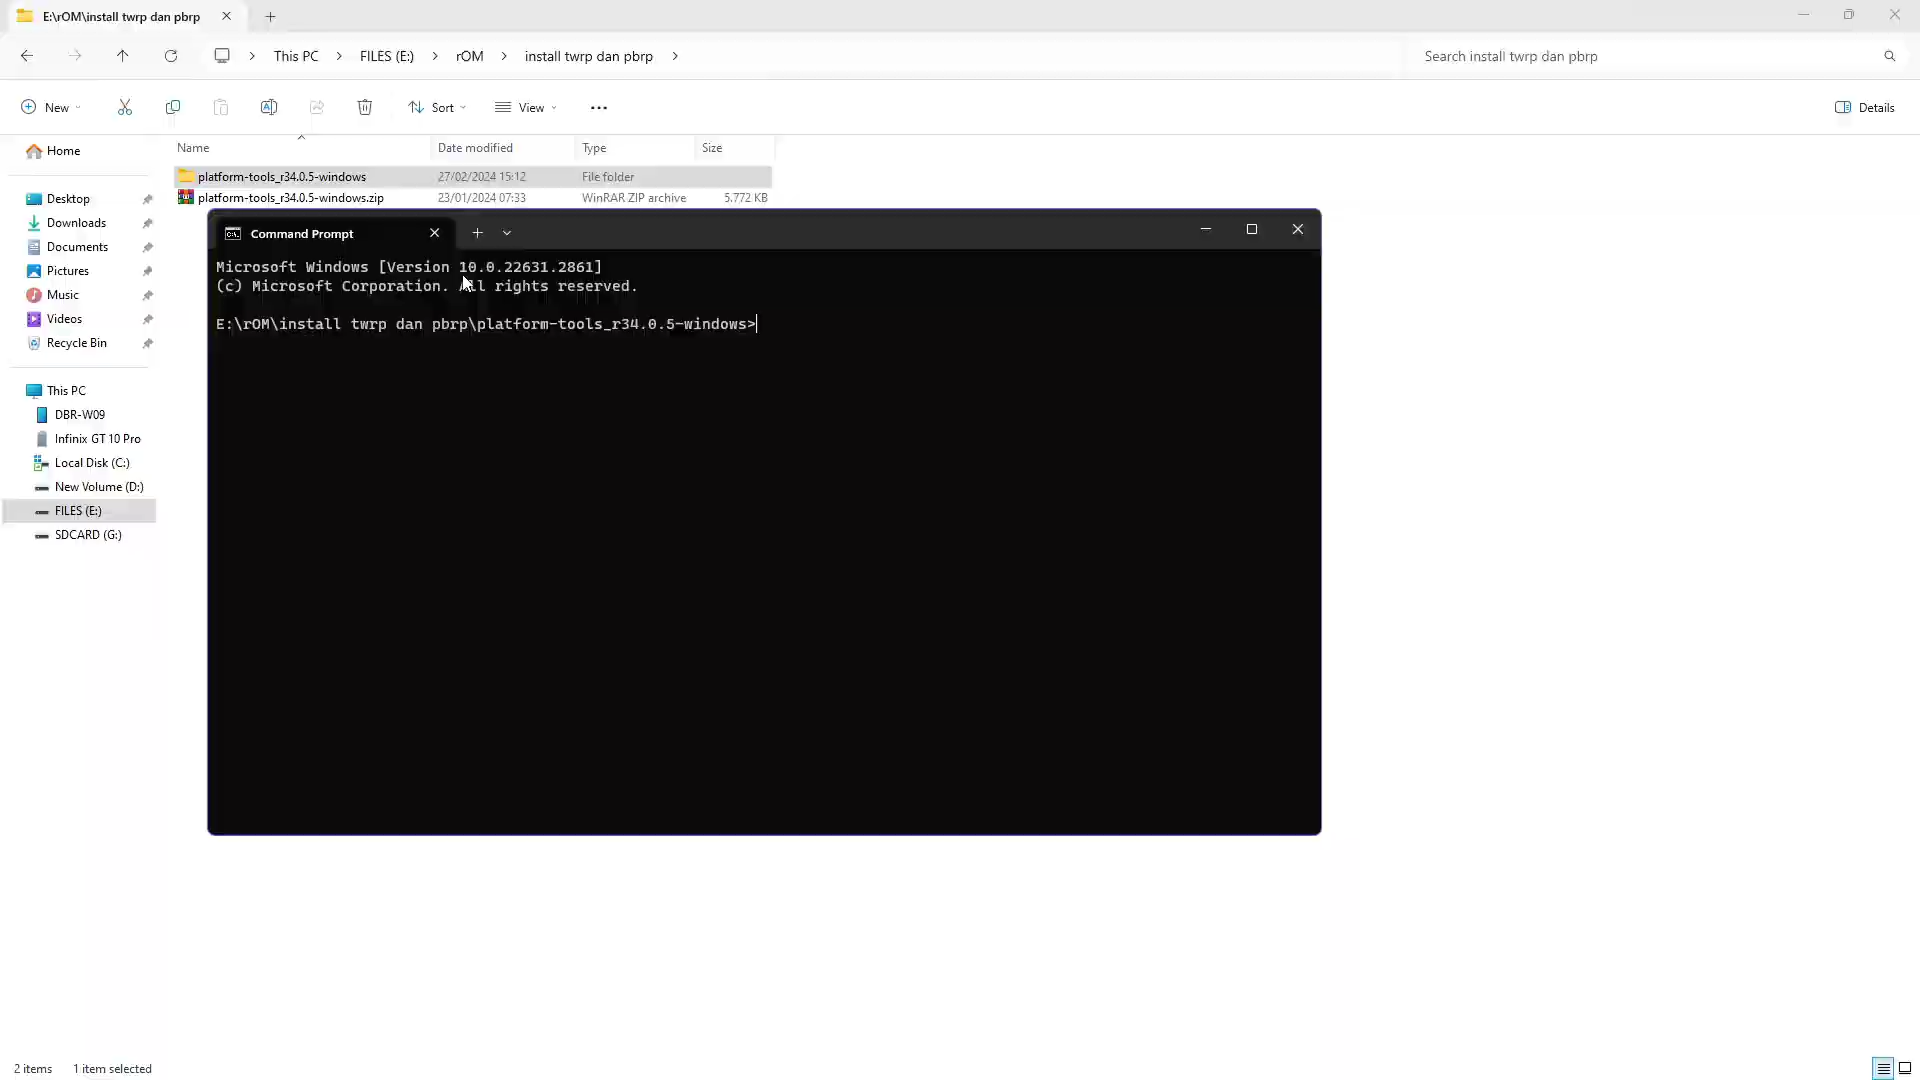 E:\rOM\install twrp dan pbrp
This PC > FILES (E:) > rOM > install twrp dan pbrp >
Search install twrp dan pbrp
New
Sort
View
Details
Home
Desktop
Downloads
Documents
Pictures
Music
Videos
Recycle Bin
This PC
DBR-W09
Infinix GT 10 Pro
Local Disk (C:)
New Volume (D:)
FILES (E:)
SDCARD (G:)
Name Date modified Type Size
platform-tools_r34.0.5-windows 27/02/2024 15:12 File folder
platform-tools_r34.0.5-windows.zip 23/01/2024 07:33 WinRAR ZIP archive 5.772 KB
Command Prompt
Microsoft Windows [Version 10.0.22631.2861]
(c) Microsoft Corporation. All rights reserved.
E:\rOM\install twrp dan pbrp\platform-tools_r34.0.5-windows>
2 items 1 item selected